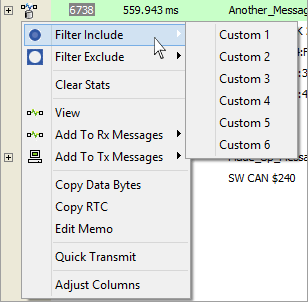 6738 559.943 ms Another_Messag
Filter Include
Custom 1
Filter Exclude
Custom 2
Custom 3
Clear Stats
Custom 4
View
Custom 5
Add To Rx Messages
Custom 6
Add To Tx Messages
SW CAN $240
Copy Data Bytes
Copy RTC
Edit Memo
Quick Transmit
Adjust Columns